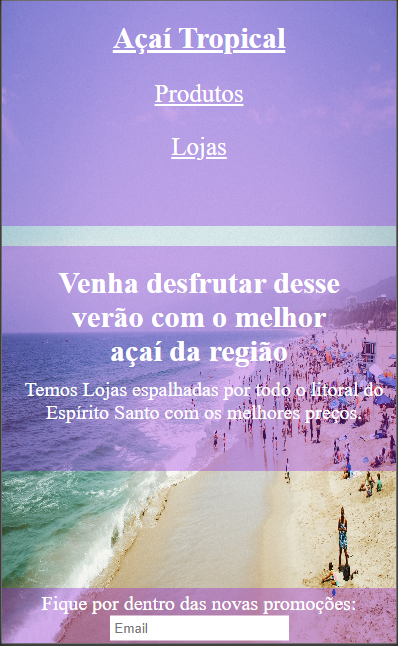 Açaí Tropical
Produtos
Lojas
Venha desfrutar desse
verão com o melhor
açaí da região
Temos Lojas espalhadas por todo o litoral do
Espírito Santo com os melhores preços.
Fique por dentro das novas promoções:
Email